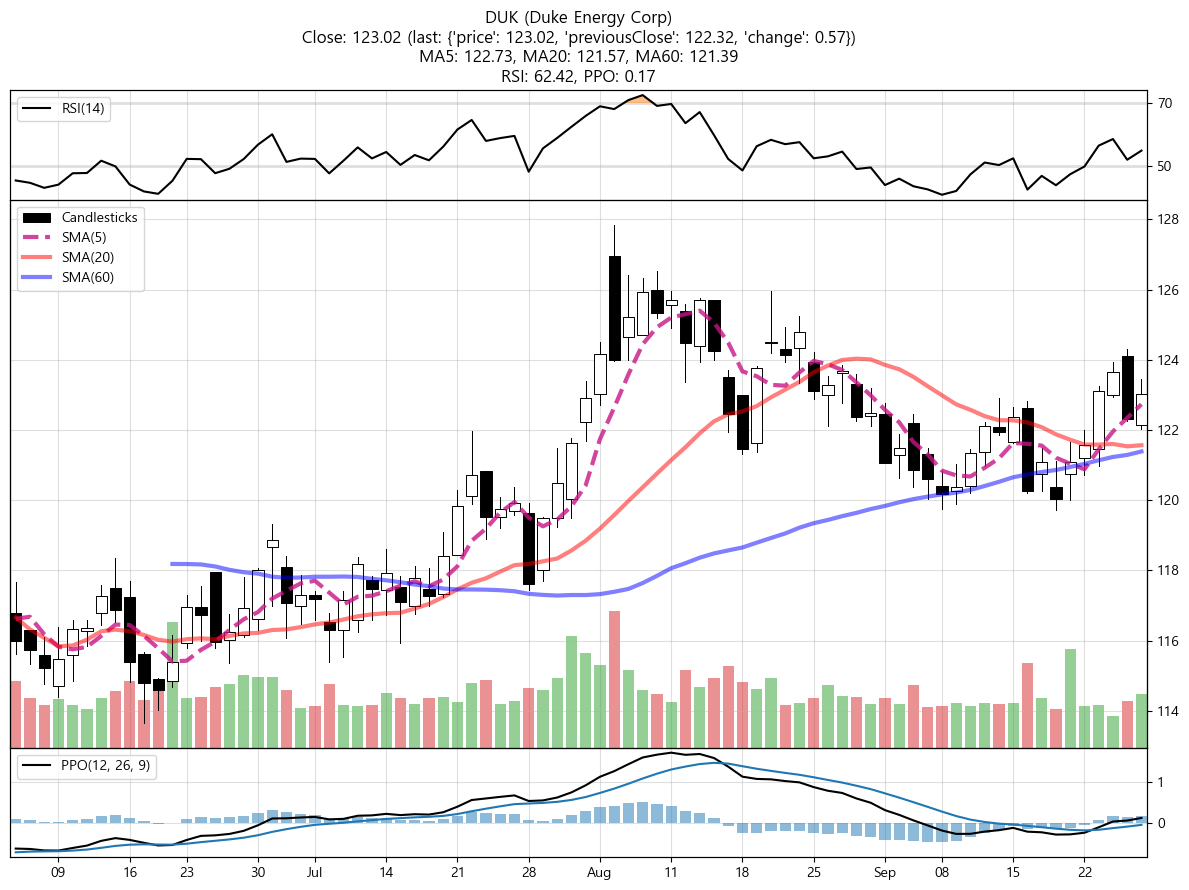 DUK (Duke Energy Corp)
Close: 123.02 (last: {'price': 123.02, 'previousClose': 122.32, 'change': 0.57})
MA5: 122.73, MA20: 121.57, MA60: 121.39
RSI: 62.42, PPO: 0.17
RSI(14)
70
50
Candlesticks
SMA(5)
SMA(20)
SMA(60)
128
126
124
122
120
118
116
114
PPO(12, 26, 9)
1
0
09 16 23 30 Jul 14 21 28 Aug 11 18 25 Sep 08 15 22